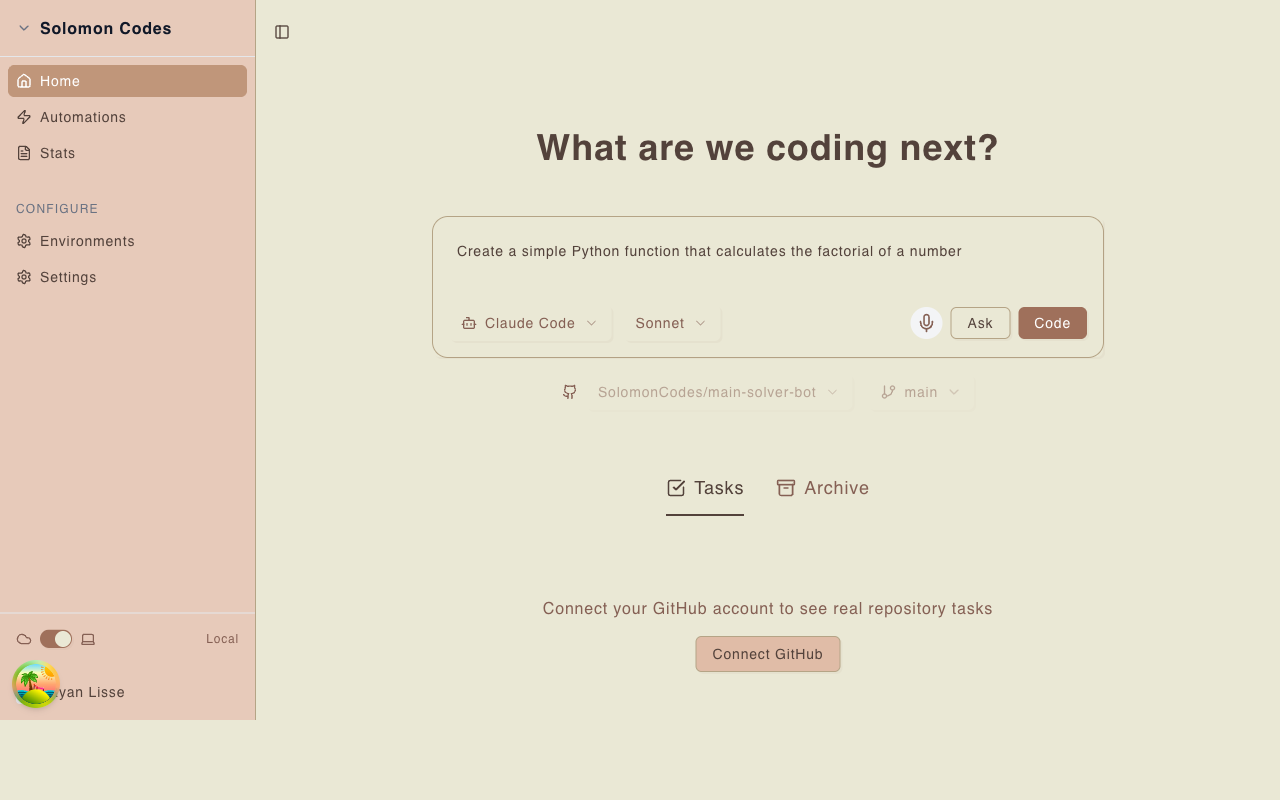 Solomon Codes
Home
Automations
Stats
CONFIGURE
Environments
Settings
Local
Lisse
What are we coding next?
Create a simple Python function that calculates the factorial of a number
Claude Code
Sonnet
Ask
Code
SolomonCodes/main-solver-bot
main
Tasks
Archive
Connect your GitHub account to see real repository tasks
Connect GitHub